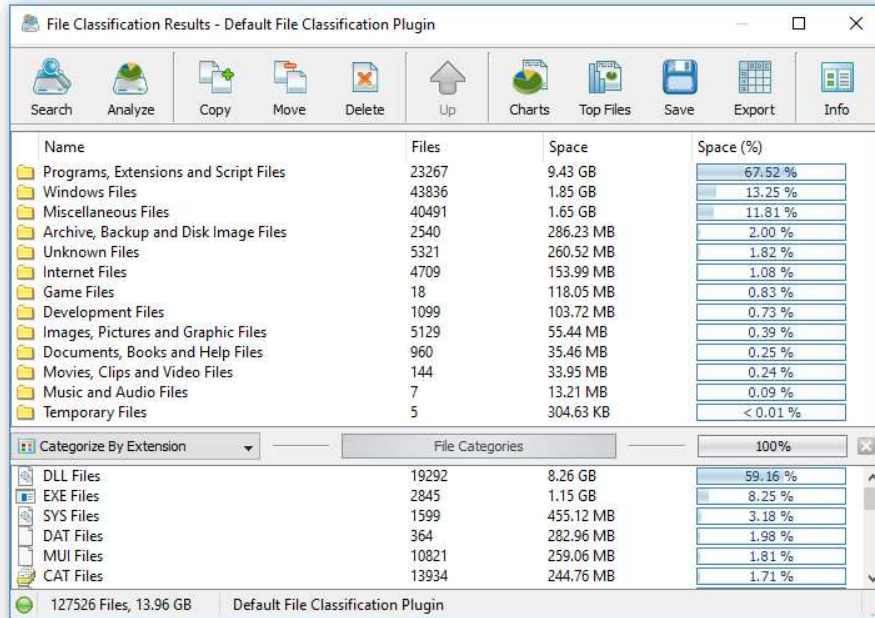 File Classification Results - Default File Classification Plugin
Search Analyze Copy Move Delete Up Charts Top Files Save Export Info
Name Files Space Space (%)
Programs, Extensions and Script Files 23267 9.43 GB 67.52 %
Windows Files 43836 1.85 GB 13.25 %
Miscellaneous Files 40491 1.65 GB 11.81 %
Archive, Backup and Disk Image Files 2540 286.23 MB 2.00 %
Unknown Files 5321 260.52 MB 1.82 %
Internet Files 4709 153.99 MB 1.08 %
Game Files 18 118.05 MB 0.83 %
Development Files 1099 103.72 MB 0.73 %
Images, Pictures and Graphic Files 5129 55.44 MB 0.39 %
Documents, Books and Help Files 960 35.46 MB 0.25 %
Movies, Clips and Video Files 144 33.95 MB 0.24 %
Music and Audio Files 7 13.21 MB 0.09 %
Temporary Files 5 304.63 KB < 0.01 %
Categorize By Extension File Categories 100%
DLL Files 19292 8.26 GB 59.16 %
EXE Files 2845 1.15 GB 8.25 %
SYS Files 1599 455.12 MB 3.18 %
DAT Files 364 282.96 MB 1.98 %
MUI Files 10821 259.06 MB 1.81 %
CAT Files 13934 244.76 MB 1.71 %
127526 Files, 13.96 GB Default File Classification Plugin